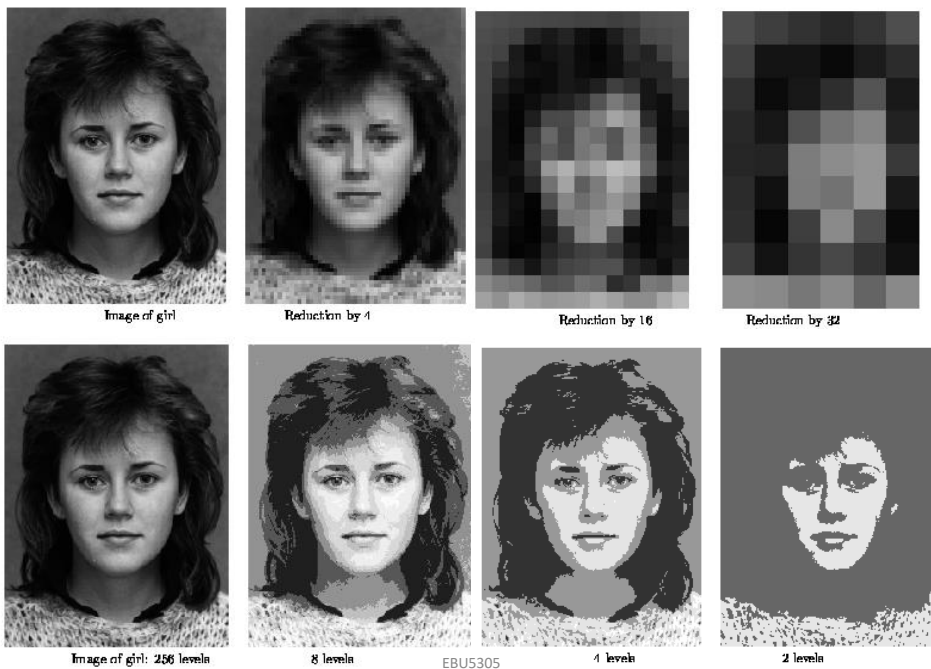 Image of girl
Reduction by 4
Reduction by 16
Reduction by 32
Image of girl: 256 levels
8 levels
4 levels
2 levels
EBU5305